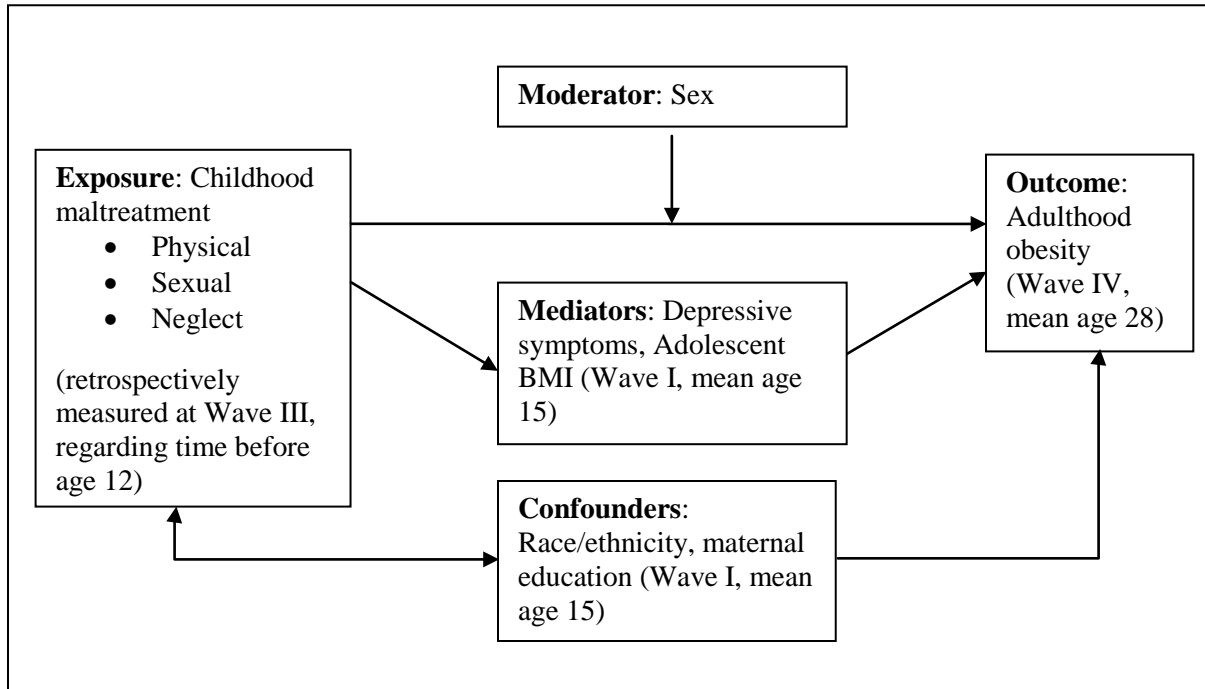 Moderator: Sex
Exposure: Childhood
maltreatment
• Physical
• Sexual
• Neglect
(retrospectively
measured at Wave III,
regarding time before
age 12)
Mediators: Depressive
symptoms, Adolescent
BMI (Wave I, mean age
15)
Confounders:
Race/ethnicity, maternal
education (Wave I, mean
age 15)
Outcome:
Adulthood
obesity
(Wave IV,
mean age 28)